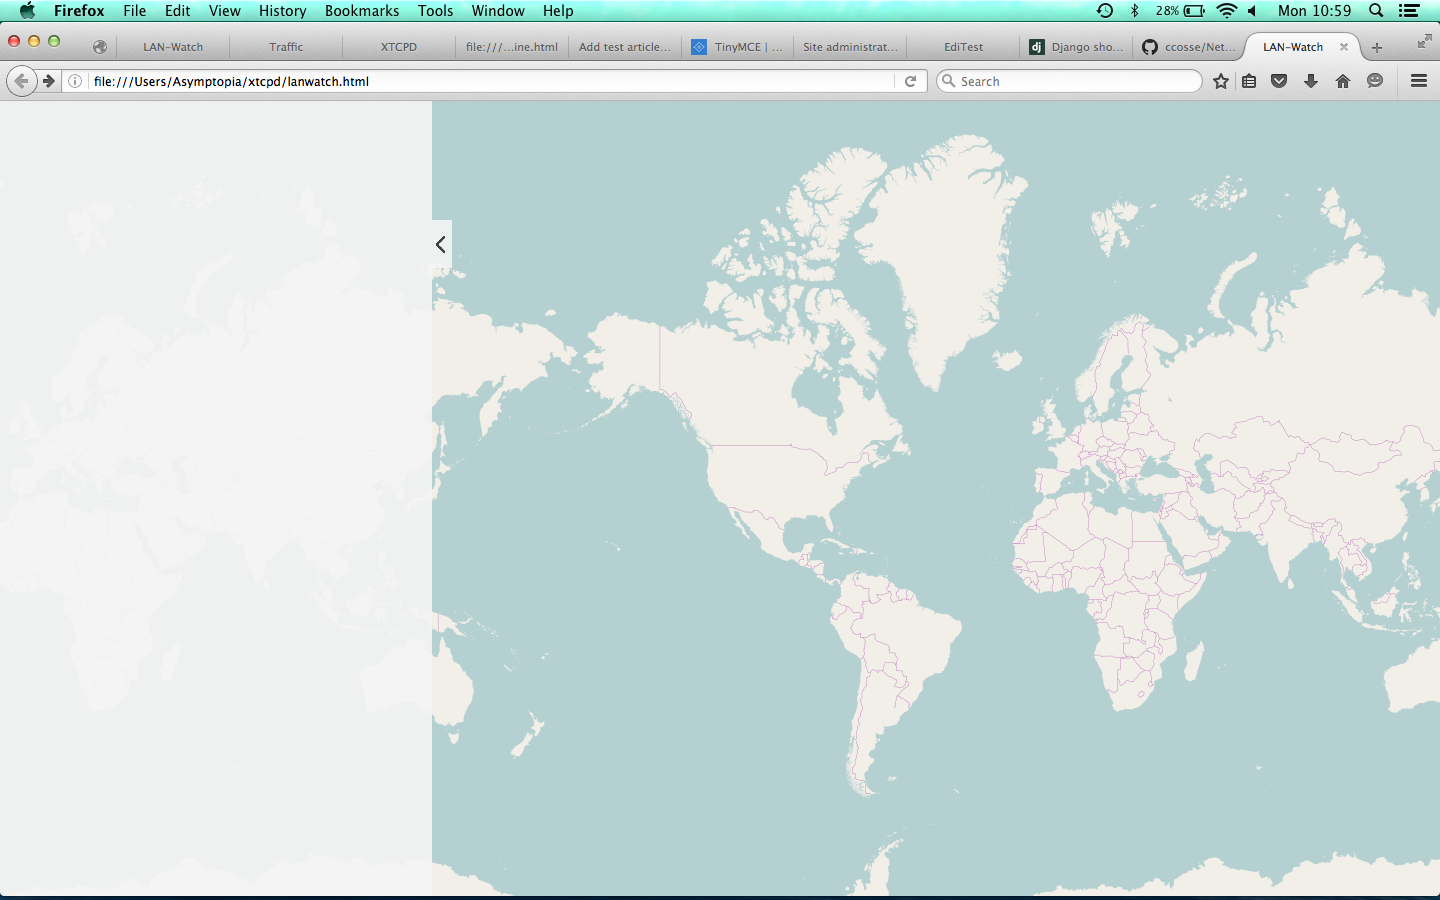 Firefox File Edit View History Bookmarks Tools Window Help 28% Mon 10:59
LAN-Watch Traffic XTCPD file:///...ine.html Add test article... TinyMCE | ... Site administrat... EdiTest dj Django sho... ccosse/Net... LAN-Watch
file:///Users/Asymptopia/xtcpd/lanwatch.html Search